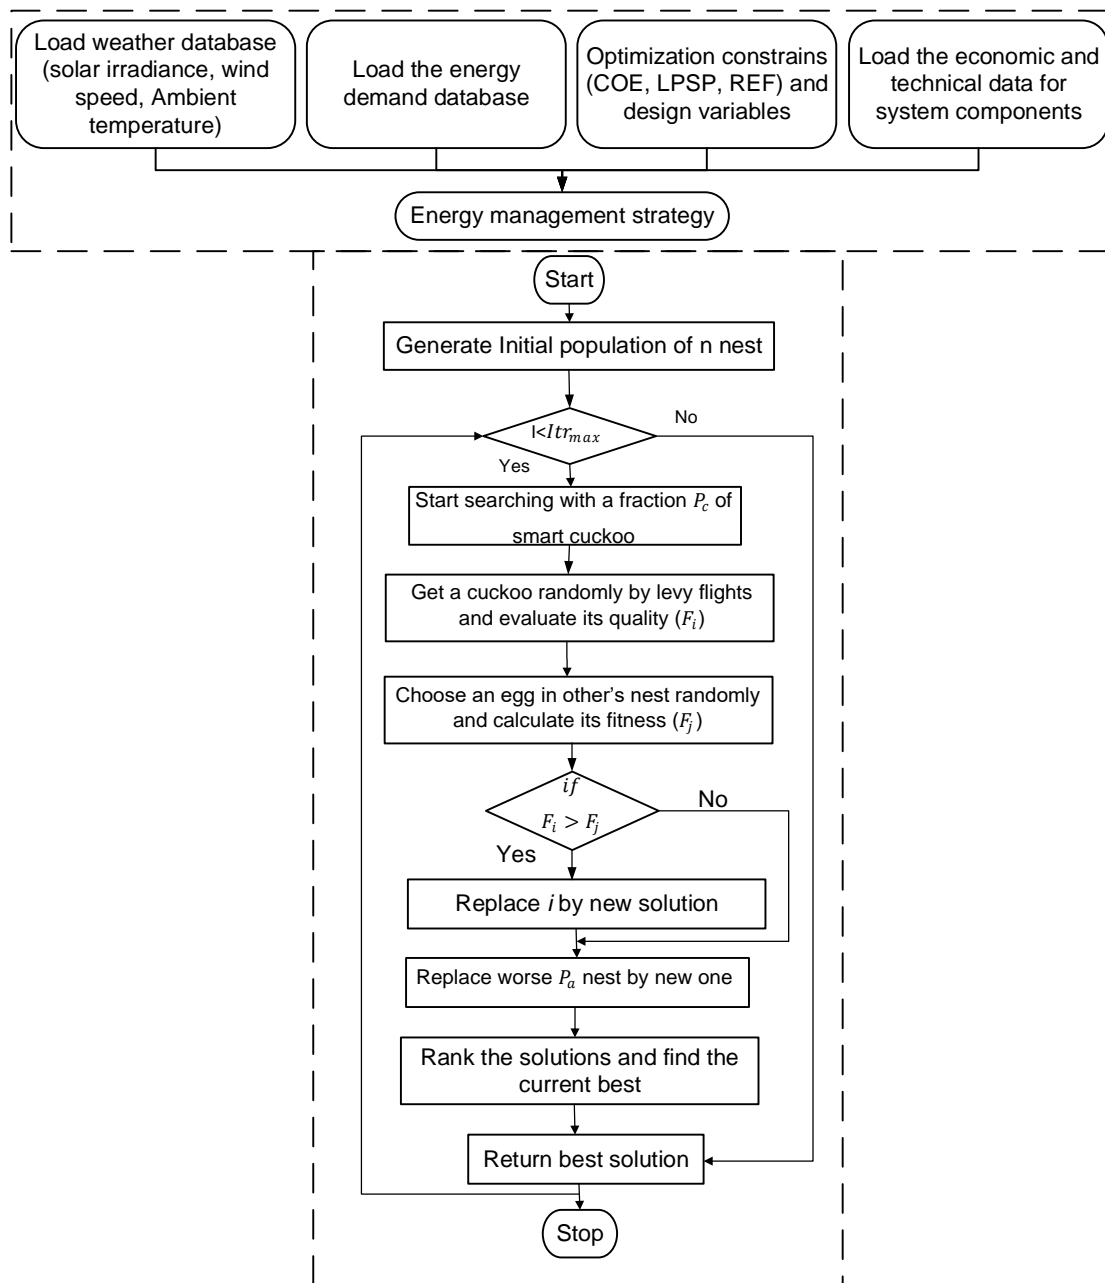 Load weather database
(solar irradiance, wind
speed, Ambient
temperature)
Load the energy
demand database
Optimization constrains
(COE, LPSP, REF) and
design variables
Load the economic and
technical data for
system components
Energy management strategy
Start
Generate Initial population of n nest
I<Itr_max
No
Yes
Start searching with a fraction P_c of
smart cuckoo
Get a cuckoo randomly by levy flights
and evaluate its quality (F_i)
Choose an egg in other's nest randomly
and calculate its fitness (F_j)
if
F_i > F_j
No
Yes
Replace i by new solution
Replace worse P_a nest by new one
Rank the solutions and find the
current best
Return best solution
Stop